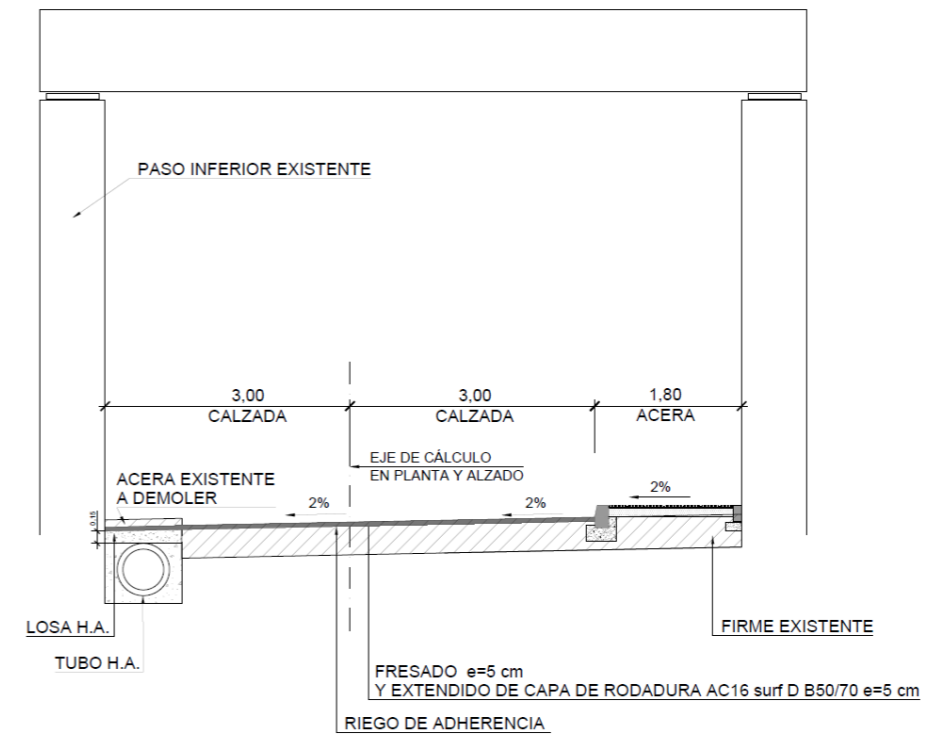 PASO INFERIOR EXISTENTE
3,00
CALZADA
3,00
CALZADA
1,80
ACERA
EJE DE CÁLCULO
EN PLANTA Y ALZADO
ACERA EXISTENTE
A DEMOLER
2%
2%
2%
0,15
LOSA H.A.
TUBO H.A.
FIRME EXISTENTE
FRESADO e=5 cm
Y EXTENDIDO DE CAPA DE RODADURA AC16 surf D B50/70 e=5 cm
RIEGO DE ADHERENCIA